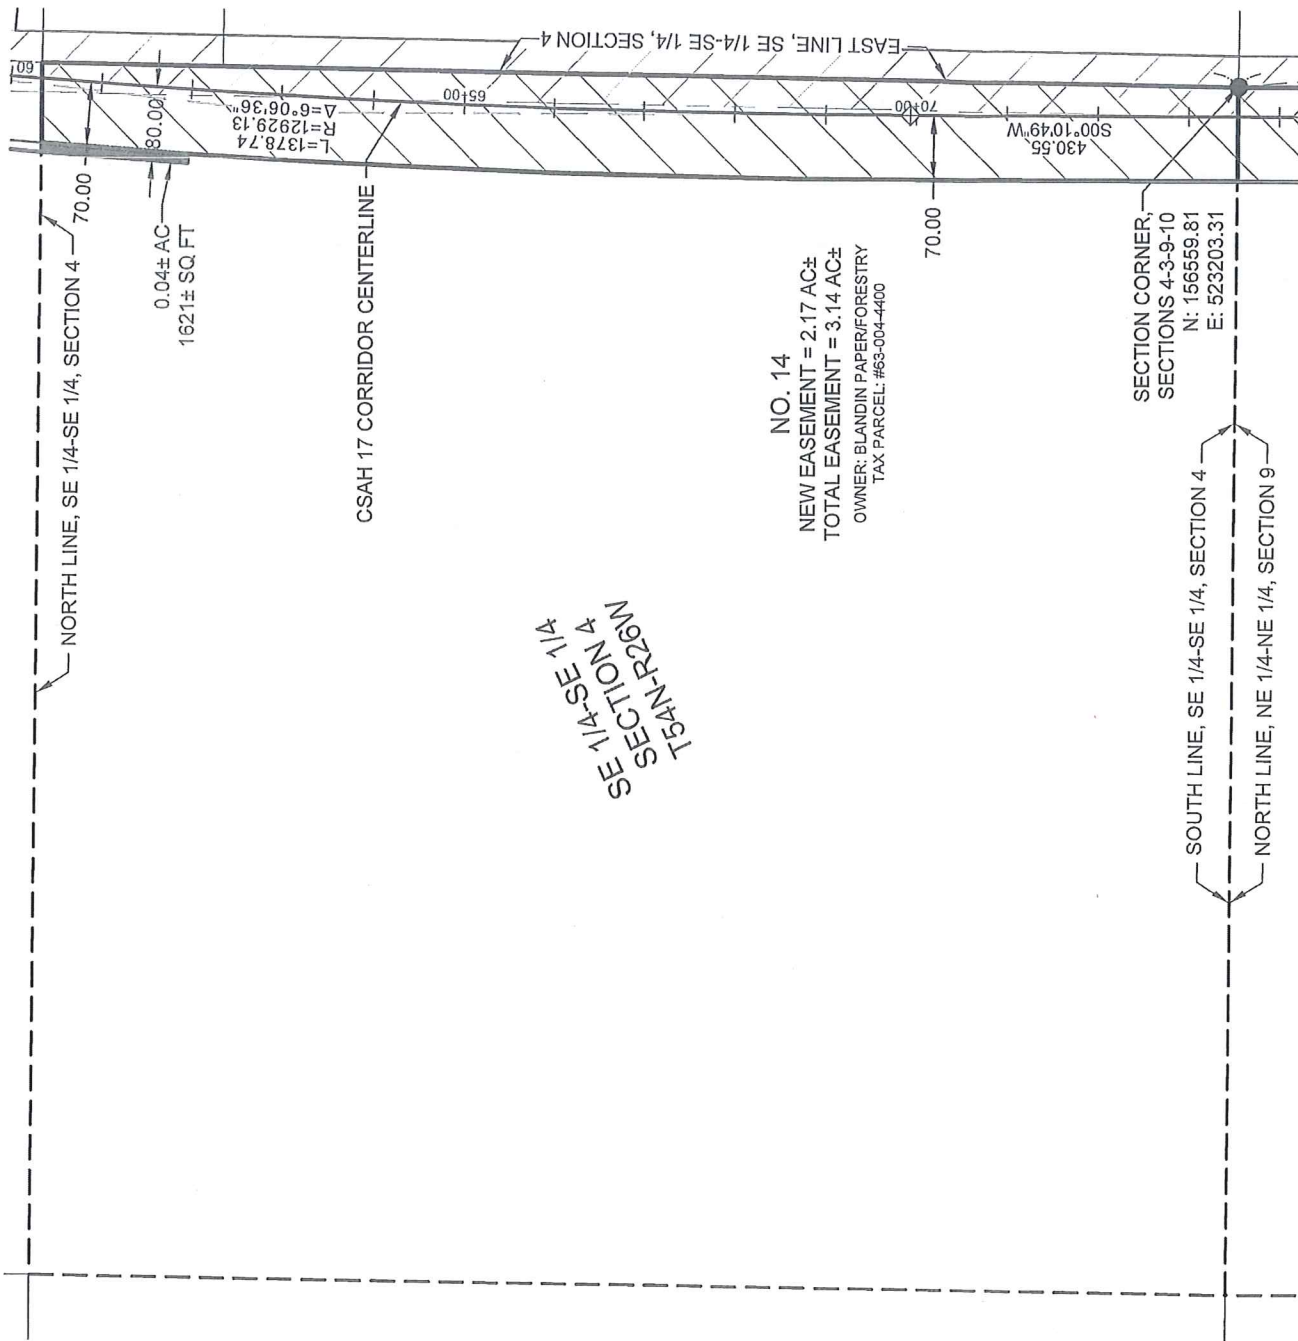 EAST LINE, SE 1/4-SE 1/4, SECTION 4
60
65+00
70+00
80.00
L=1378.74
R=12929.13
Δ=6°06'36"
430.55
S00°10'49"W
70.00
NORTH LINE, SE 1/4-SE 1/4, SECTION 4
0.04± AC
1621± SQ FT
CSAH 17 CORRIDOR CENTERLINE
70.00
NO. 14
NEW EASEMENT = 2.17 AC±
TOTAL EASEMENT = 3.14 AC±
OWNER: BLANDIN PAPER/FORESTRY
TAX PARCEL: #63-004-4400
SECTION CORNER,
SECTIONS 4-3-9-10
N: 156559.81
E: 523203.31
SE 1/4-SE 1/4
SECTION 4
T54N-R26W
SOUTH LINE, SE 1/4-SE 1/4, SECTION 4
NORTH LINE, NE 1/4-NE 1/4, SECTION 9